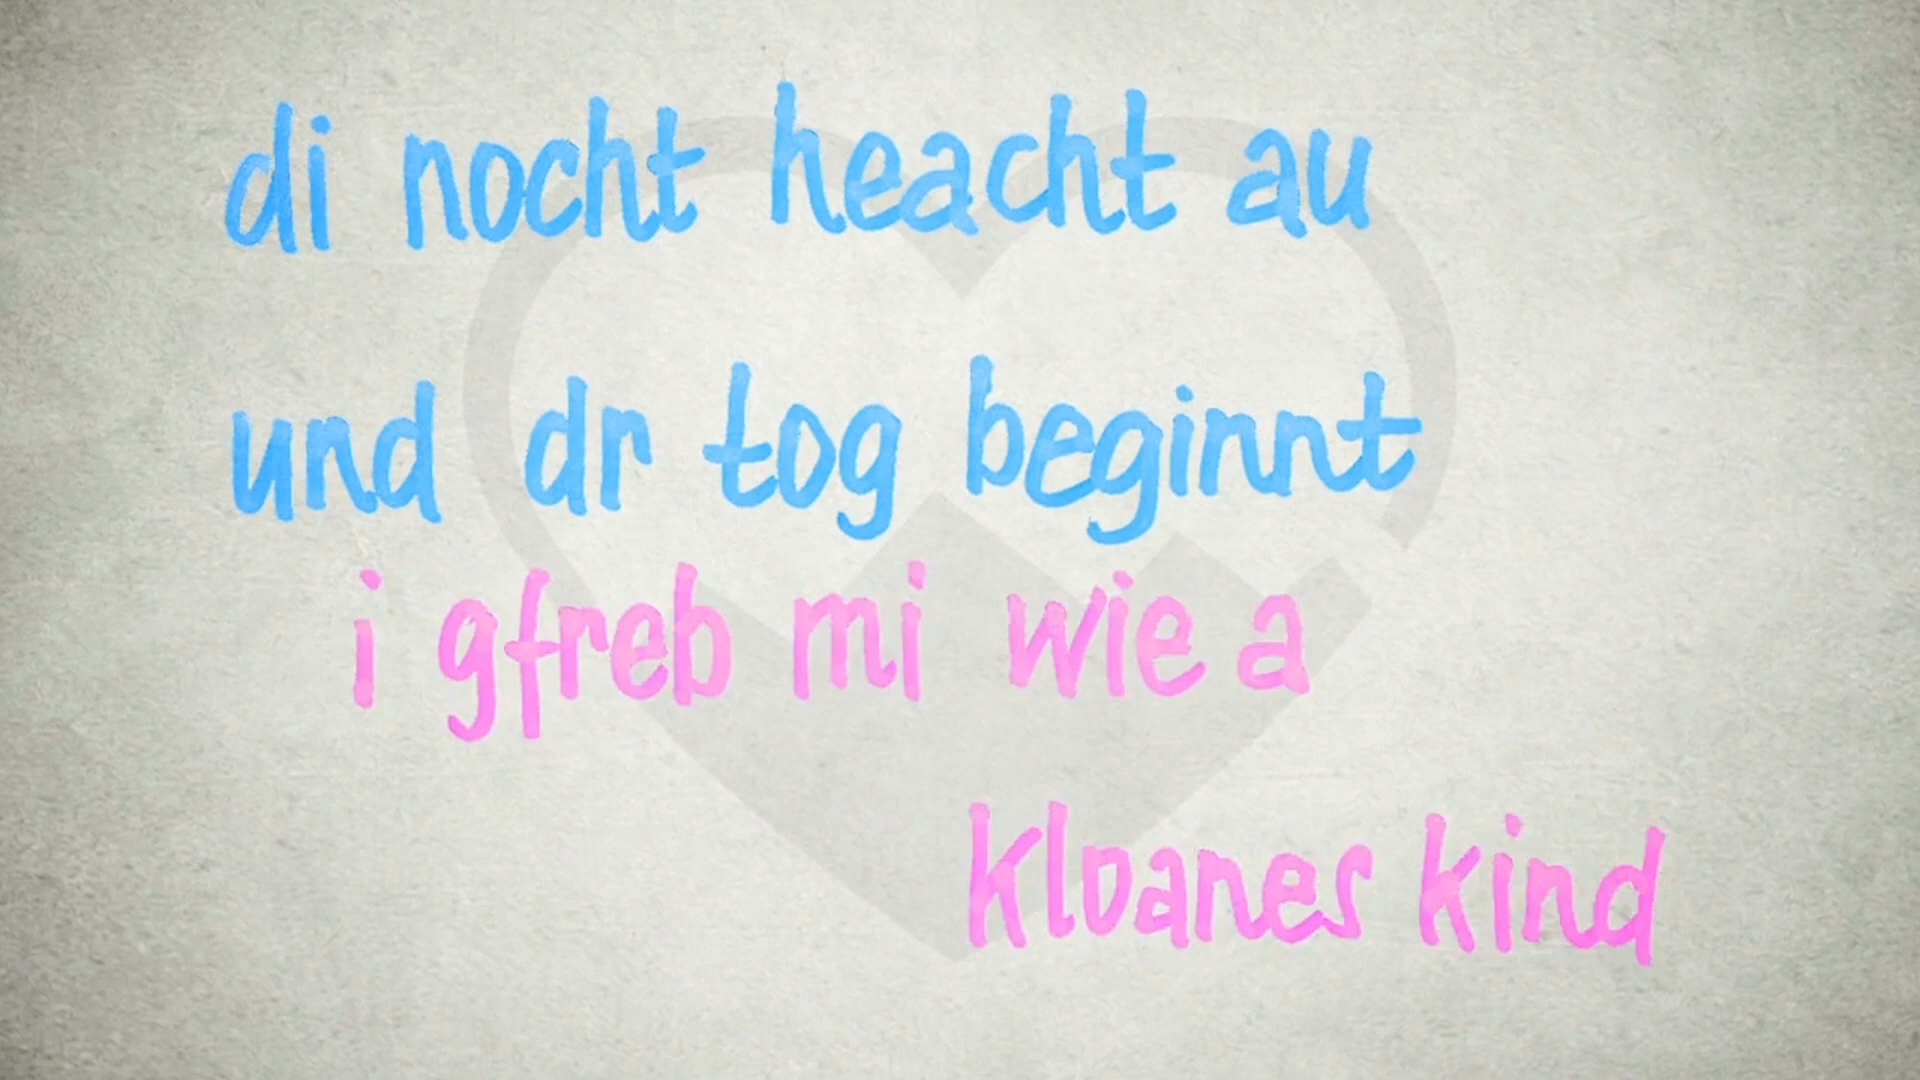 di nocht heacht au
und dr tog beginnt
i gfreb mi wie a
kloanes kind